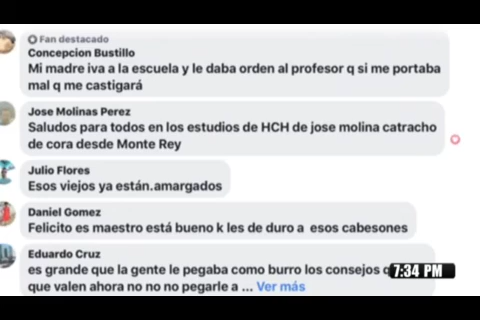 Fan destacado
Concepcion Bustillo
Mi madre iva a la escuela y le daba orden al profesor q si me portaba
mal q me castigará
Jose Molinas Perez
Saludos para todos en los estudios de HCH de jose molina catracho
de cora desde Monte Rey
Julio Flores
Esos viejos ya están.amargados
Daniel Gomez
Felicito es maestro está bueno k les de duro a esos cabesones
Eduardo Cruz
es grande que la gente le pegaba como burro los consejos
7:34 PM
que valen ahora no no no pegarle a ... Ver más